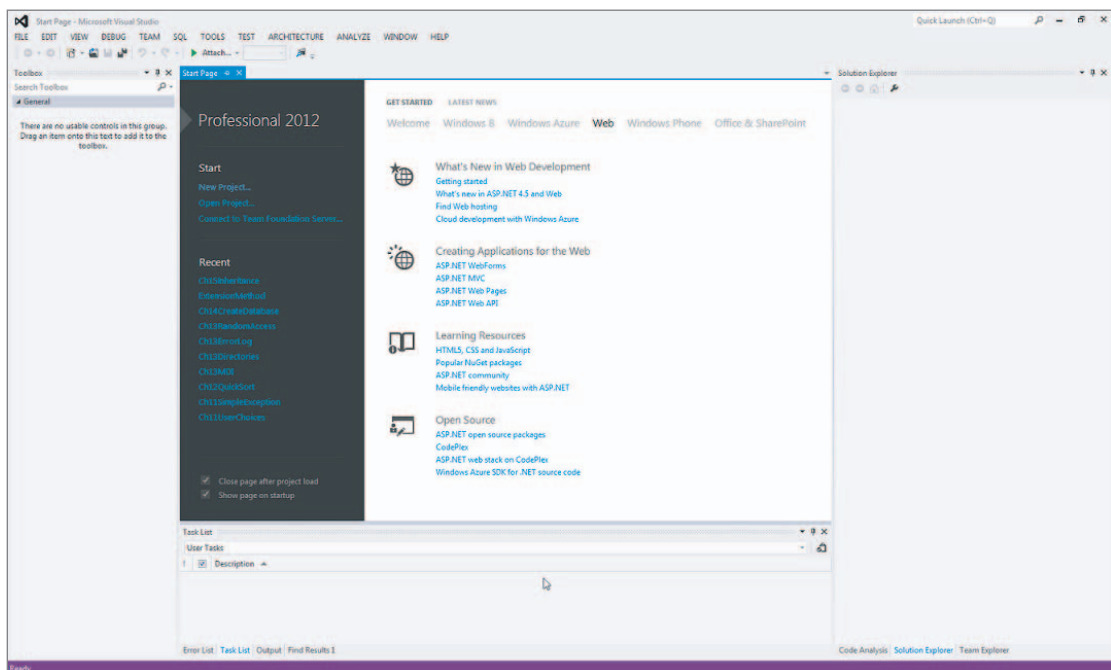 Start Page - Microsoft Visual Studio
Quick Launch (Ctrl+Q)
FILE EDIT VIEW DEBUG TEAM SQL TOOLS TEST ARCHITECTURE ANALYZE WINDOW HELP
Attach...
Toolbox
Search Toolbox
General
There are no usable controls in this group.
Drag an item onto this text to add it to the
toolbox.
Start Page
Professional 2012
Start
New Project...
Open Project...
Connect to Team Foundation Server...
Recent
Ch15Inheritance
ExtensionMethod
Ch14CreateDatabase
Ch13RandomAccess
Ch13ErrorLog
Ch13Directories
Ch13MDI
Ch12QuickSort
Ch11SimpleException
Ch11UserChoices
Close page after project load
Show page on startup
GET STARTED LATEST NEWS
Welcome Windows 8 Windows Azure Web Windows Phone Office & SharePoint
What's New in Web Development
Getting started
What's new in ASP.NET 4.5 and Web
Find Web hosting
Cloud development with Windows Azure
Creating Applications for the Web
ASP.NET WebForms
ASP.NET MVC
ASP.NET Web Pages
ASP.NET Web API
Learning Resources
HTML5, CSS and JavaScript
Popular NuGet packages
ASP.NET community
Mobile friendly websites with ASP.NET
Open Source
ASP.NET open source packages
CodePlex
ASP.NET web stack on CodePlex
Windows Azure SDK for .NET source code
Task List
User Tasks
! Description
Error List Task List Output Find Results 1
Solution Explorer
Code Analysis Solution Explorer Team Explorer
Ready